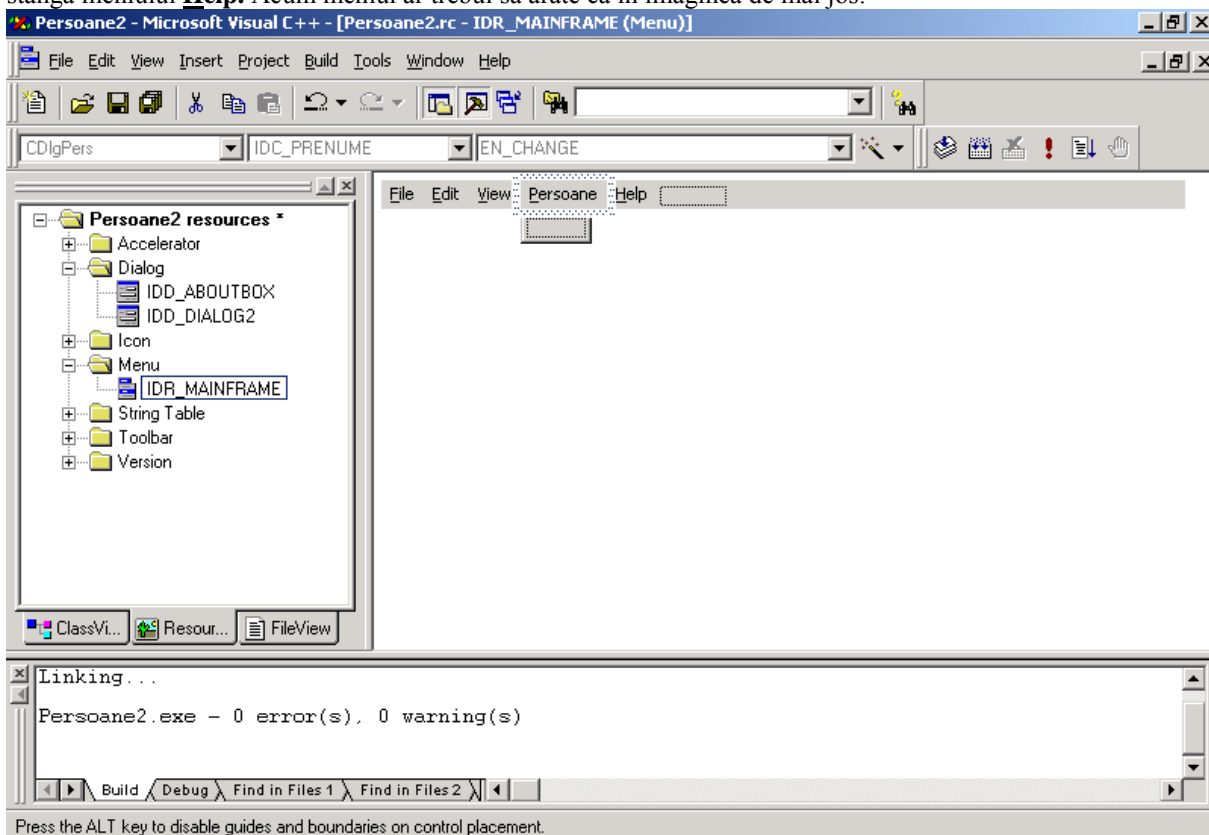 stânga meniului Help. Acum meniul ar trebui să arate ca în imaginea de mai jos:
Persoane2 - Microsoft Visual C++ - [Persoane2.rc - IDR_MAINFRAME (Menu)]
File Edit View Insert Project Build Tools Window Help
CDlgPers IDC_PRENUME EN_CHANGE
File Edit View Persoane Help
Persoane2 resources *
Accelerator
Dialog
IDD_ABOUTBOX
IDD_DIALOG2
Icon
Menu
IDR_MAINFRAME
String Table
Toolbar
Version
ClassVi... Resour... FileView
Linking...
Persoane2.exe - 0 error(s), 0 warning(s)
Build Debug Find in Files 1 Find in Files 2
Press the ALT key to disable guides and boundaries on control placement.